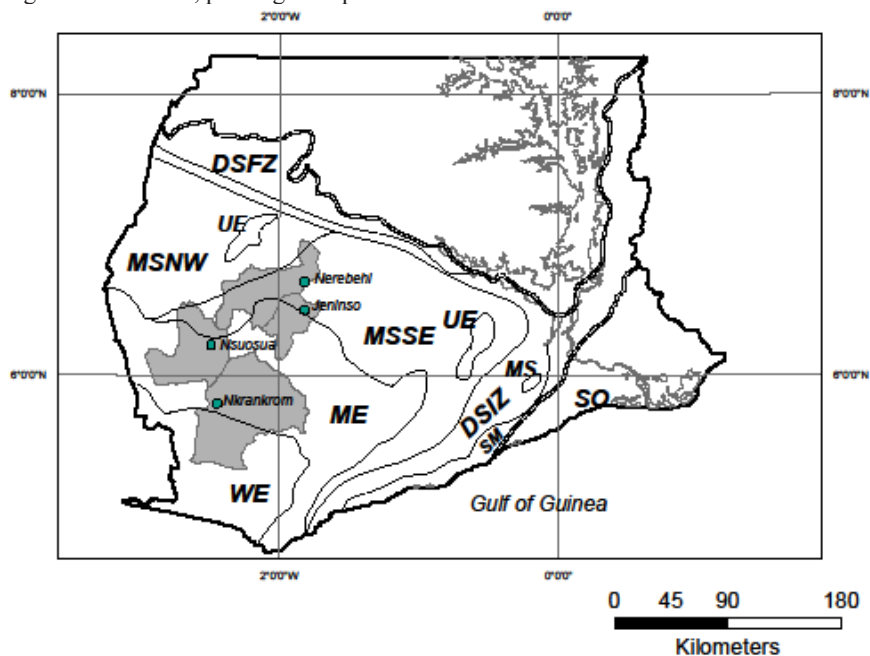 2°0'0"W 0°0'0"
8°0'0"N 8°0'0"N
DSFZ
UE
MSNW
Nerebehi
Jeninso
MSSE UE
Nsuosua
MS
6°0'0"N 6°0'0"N
Nkrankrom
ME DSIZ SO
SM
WE
Gulf of Guinea
2°0'0"W 0°0'0"
0 45 90 180
Kilometers